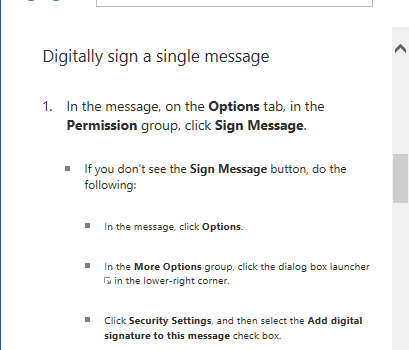 Digitally sign a single message
1. In the message, on the Options tab, in the
Permission group, click Sign Message.
If you don't see the Sign Message button, do the
following:
In the message, click Options.
In the More Options group, click the dialog box launcher
in the lower-right corner.
Click Security Settings, and then select the Add digital
signature to this message check box.